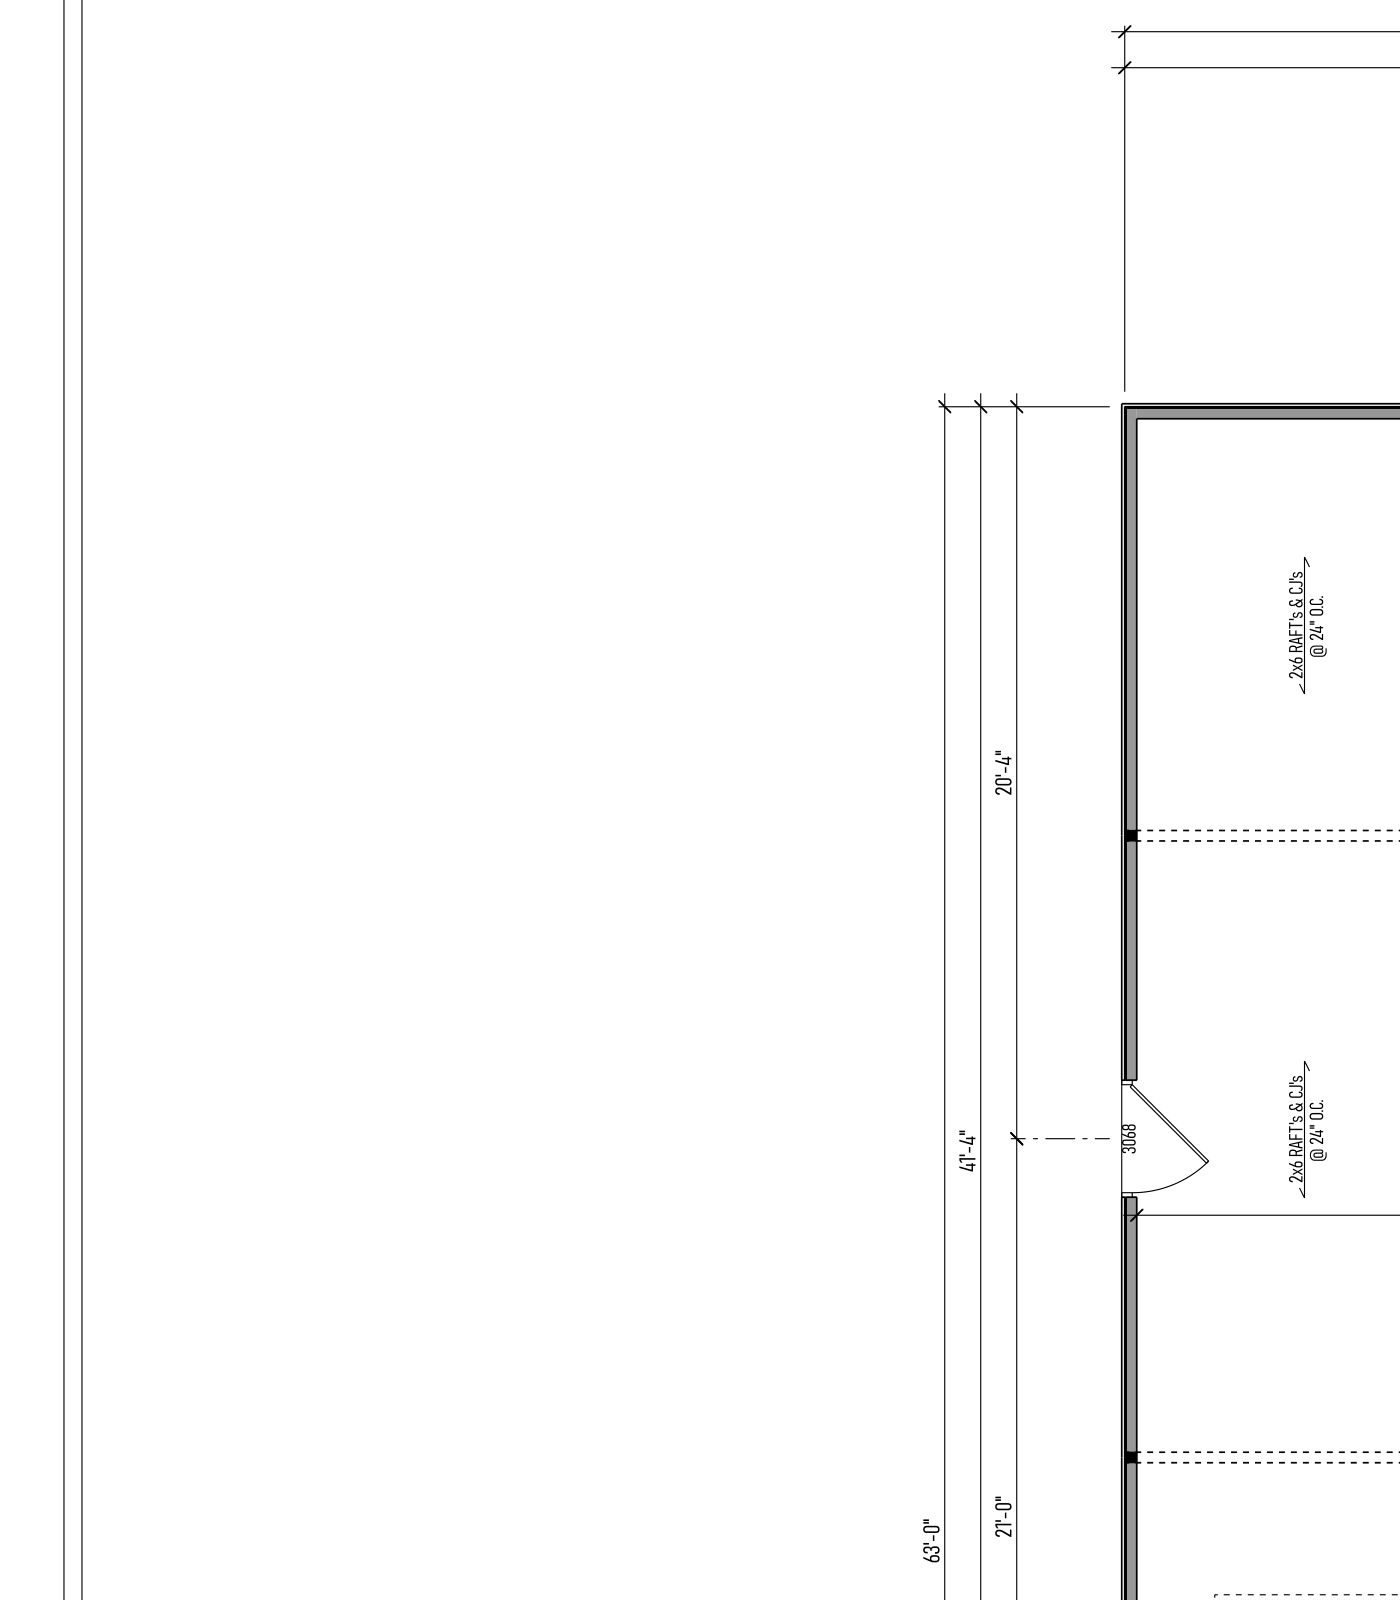 2x6 RAFT's & CJ's
@ 24" O.C.
20'-4"
2x6 RAFT's & CJ's
@ 24" O.C.
3068
41'-4"
21'-0"
63'-0"